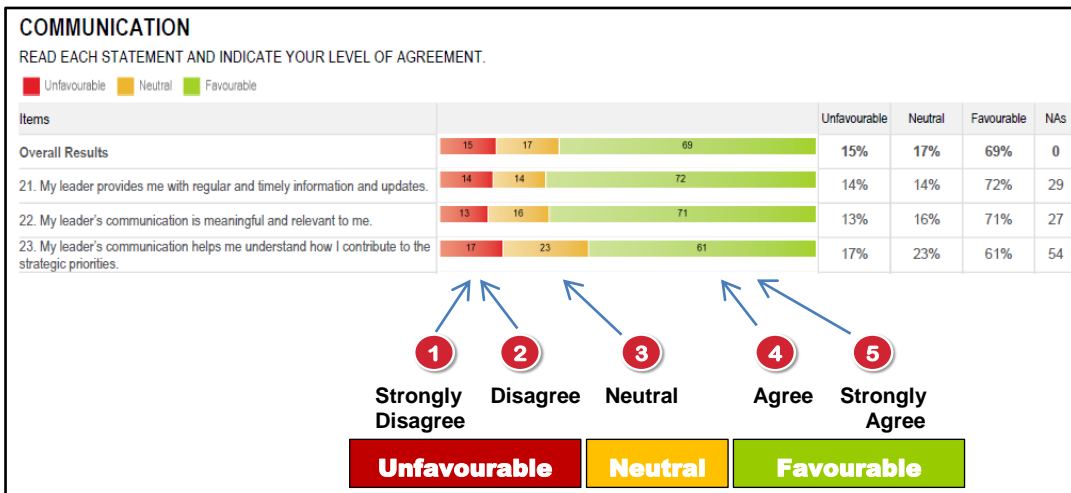 COMMUNICATION
READ EACH STATEMENT AND INDICATE YOUR LEVEL OF AGREEMENT.
Unfavourable Neutral Favourable
Items Unfavourable Neutral Favourable NAs
Overall Results 15 17 69 15% 17% 69% 0
21. My leader provides me with regular and timely information and updates. 14 14 72 14% 14% 72% 29
22. My leader's communication is meaningful and relevant to me. 13 16 71 13% 16% 71% 27
23. My leader's communication helps me understand how I contribute to the
strategic priorities. 17 23 61 17% 23% 61% 54
1 2 3 4 5
Strongly Disagree Neutral Agree Strongly
Disagree Agree
Unfavourable Neutral Favourable